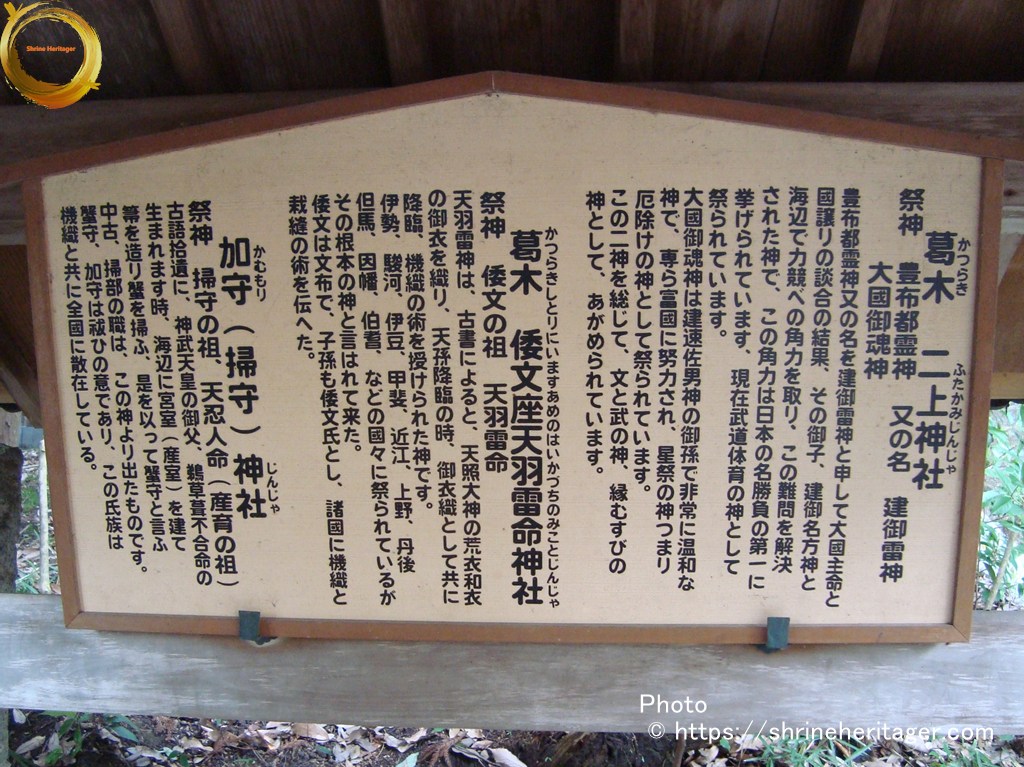 葛木 二上神社
かつらき ふたかみじんじゃ
祭神 豊布都霊神 又の名 建御雷神
大國御魂神
豊布都霊神又の名を建御雷神と申して大國主命と
國譲りの談合の結果、その御子、建御名方神と
海辺で力競べの角力を取り、この難問を解決
された神で、この角力は日本の名勝負の第一に
挙げられています、現在武道体育の神として
祭られています。
大國御魂神は建速佐男神の御孫で非常に温和な
神で、専ら富國に努力され、星祭の神つまり
厄除けの神として祭られています。
この二神を総じて、文と武の神、縁むすびの
神として、あがめられています。
葛木 倭文座天羽雷命神社
かつらきしとりにいますあめのはいかづちのみことじんじゃ
祭神 倭文の祖 天羽雷命
天羽雷神は、古書によると、天照大神の荒衣和衣
の御衣を織り、天孫降臨の時、御衣織として共に
降臨、機織の術を授けられた神です。
伊勢、駿河、伊豆、甲斐、近江、上野、丹後
但馬、因幡、伯耆、などの國々に祭られているが
その根本の神と言はれて来た。
倭文は文布で、子孫も倭文氏とし、諸國に機織と
栽縫の術を伝へた。
加守(掃守)神社
かむもり じんじゃ
祭神 掃守の祖、天忍人命(産育の祖)
古語拾遺に、神武天皇の御父、鵜草葺不合命の
生まれます時、海辺に宮室(産室)を建て
箒を造り蟹を掃ふ、是を以って蟹守と言ふ
中古、掃部の職は、この神より出たものです。
蟹守、加守は祓ひの意であり、この氏族は
機織と共に全國に散在している。
Shrine Heritager
Photo
© https://shrineheritager.com/